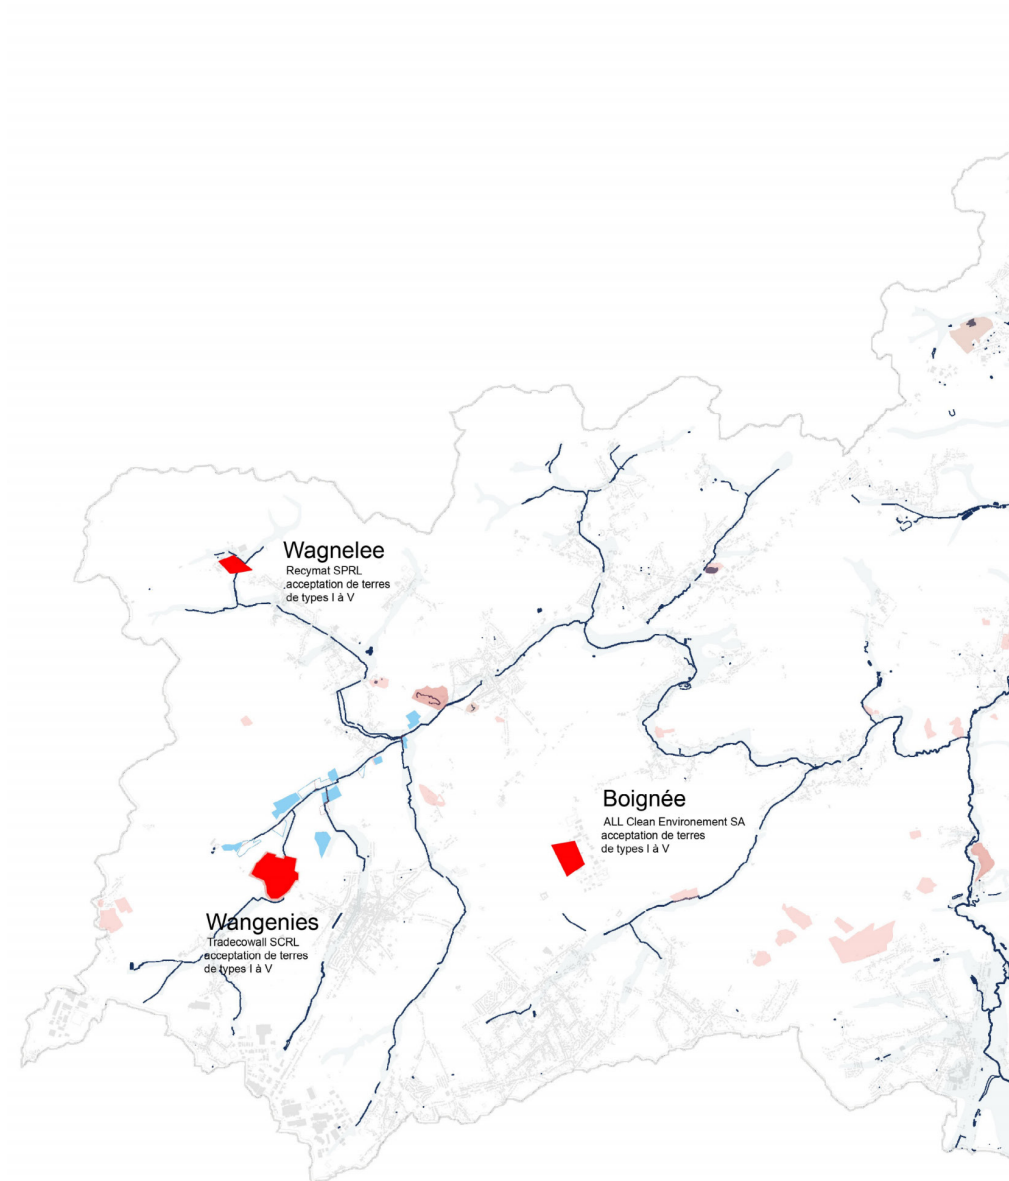 Wagnelee
Recymat SPRL
acceptation de terres
de types I à V
Boignée
ALL Clean Environement SA
acceptation de terres
de types I à V
Wangenies
Tradecowall SCRL
acceptation de terres
de types I à V